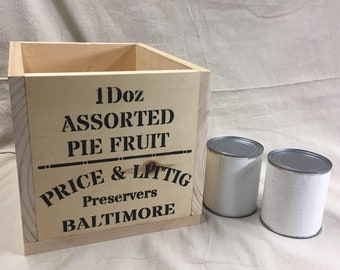 1Doz
ASSORTED
PIE FRUIT
PRICE & LITTIG
Preservers
BALTIMORE